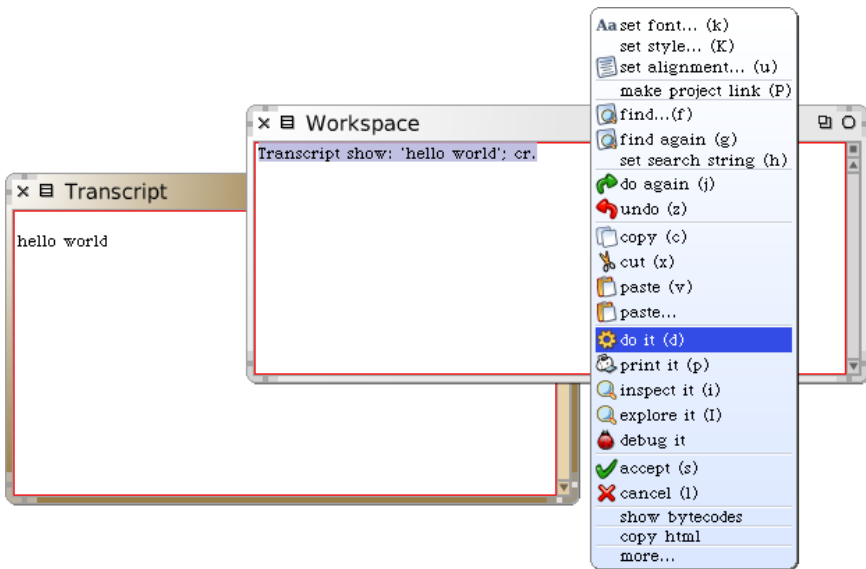 Transcript
hello world
Workspace
Transcript show: 'hello world'; cr.
set font... (k)
set style... (K)
set alignment... (u)
make project link (P)
find...(f)
find again (g)
set search string (h)
do again (j)
undo (z)
copy (c)
cut (x)
paste (v)
paste...
do it (d)
print it (p)
inspect it (i)
explore it (I)
debug it
accept (s)
cancel (l)
show bytecodes
copy html
more...